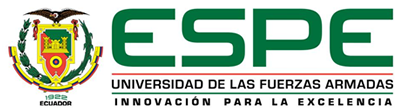 ESPE
UNIVERSIDAD DE LAS FUERZAS ARMADAS
INNOVACIÓN PARA LA EXCELENCIA
1922
ECUADOR